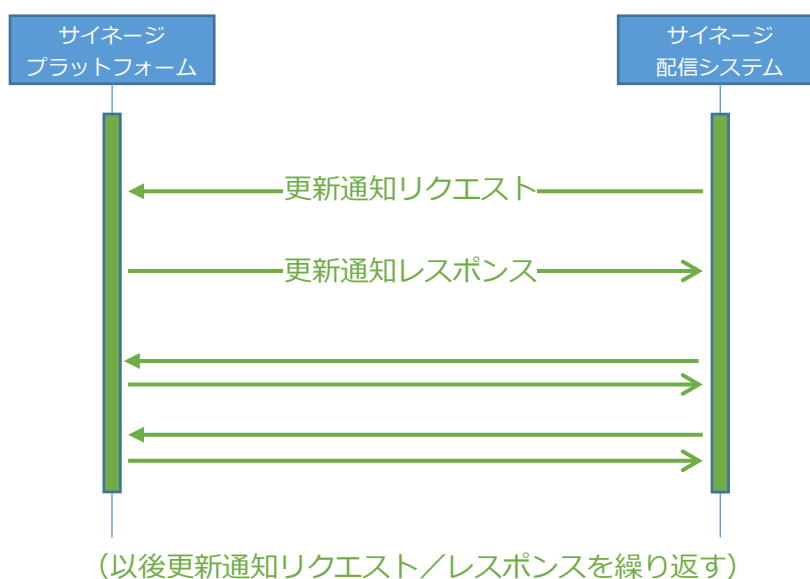 サイネージ
プラットフォーム
サイネージ
配信システム
更新通知リクエスト
更新通知レスポンス
（以後更新通知リクエスト／レスポンスを繰り返す）